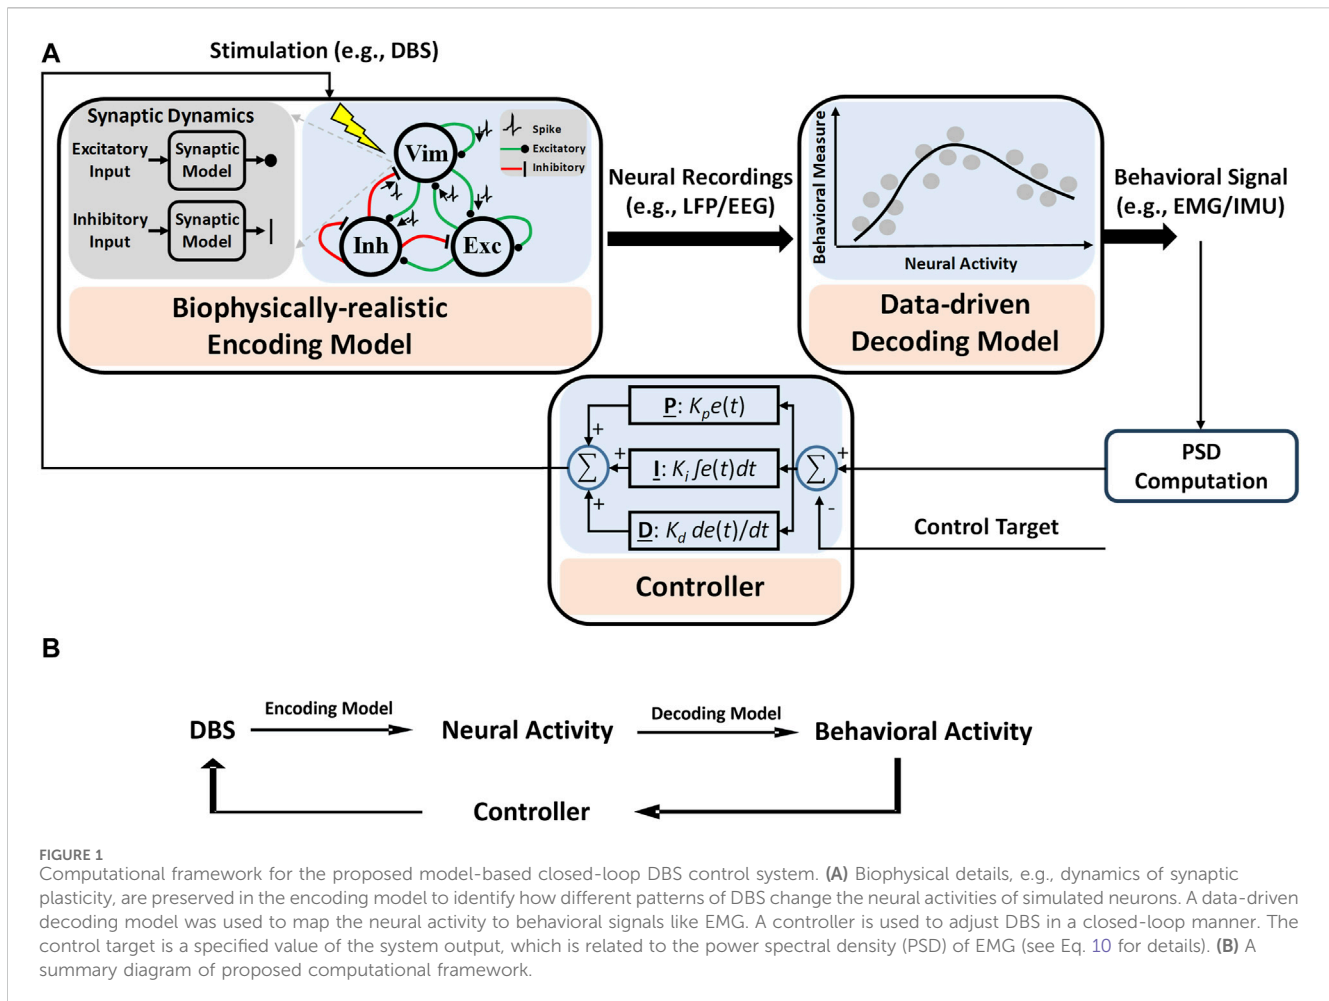 A
Stimulation (e.g., DBS)
Synaptic Dynamics
Excitatory
Input
Synaptic
Model
Inhibitory
Input
Synaptic
Model
Vim
Inh
Exc
Spike
Excitatory
Inhibitory
Biophysically-realistic
Encoding Model
Neural Recordings
(e.g., LFP/EEG)
Behavioral Measure
Neural Activity
Data-driven
Decoding Model
Behavioral Signal
(e.g., EMG/IMU)
P: Kpe(t)
+
I: Ki∫e(t)dt
+
D: Kd de(t)/dt
+
∑
∑
+
-
Controller
PSD
Computation
Control Target
B
DBS
Encoding Model
Neural Activity
Decoding Model
Behavioral Activity
Controller
FIGURE 1
Computational framework for the proposed model-based closed-loop DBS control system. (A) Biophysical details, e.g., dynamics of synaptic
plasticity, are preserved in the encoding model to identify how different patterns of DBS change the neural activities of simulated neurons. A data-driven
decoding model was used to map the neural activity to behavioral signals like EMG. A controller is used to adjust DBS in a closed-loop manner. The
control target is a specified value of the system output, which is related to the power spectral density (PSD) of EMG (see Eq. 10 for details). (B) A
summary diagram of proposed computational framework.